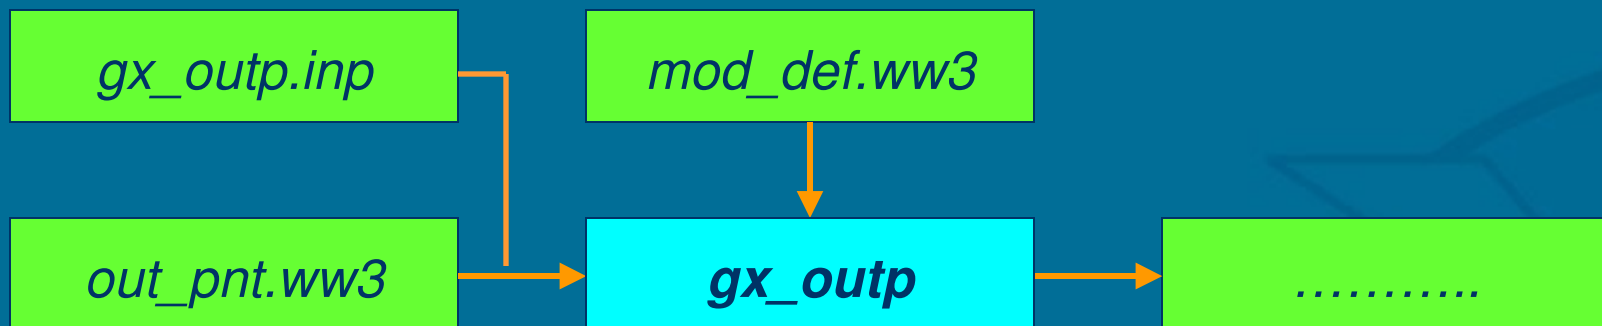 gx_outp.inp
mod_def.ww3
out_pnt.ww3
gx_outp
………..